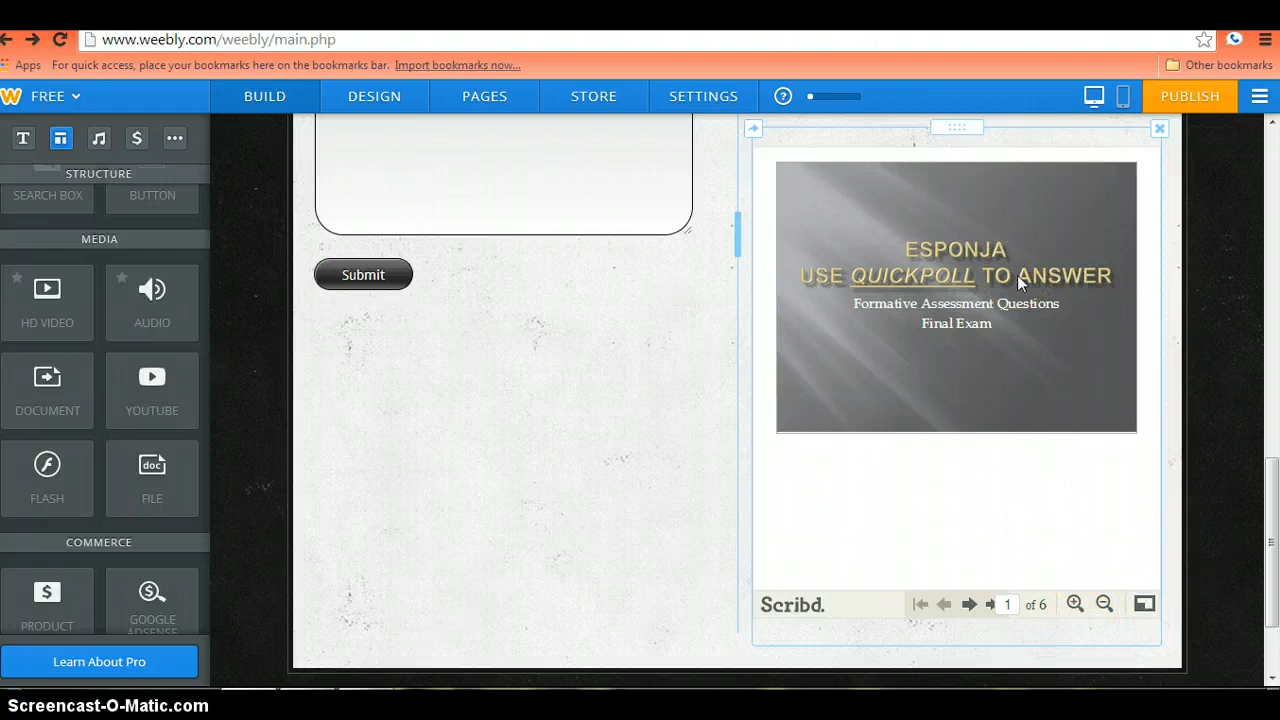 www.weebly.com/weebly/main.php
Apps For quick access, place your bookmarks here on the bookmarks bar. Import bookmarks now... Other bookmarks
W FREE BUILD DESIGN PAGES STORE SETTINGS ? PUBLISH
T $
STRUCTURE
SEARCH BOX BUTTON
MEDIA
HD VIDEO AUDIO
DOCUMENT YOUTUBE
doc
FLASH FILE
COMMERCE
$ $
PRODUCT GOOGLE ADSENSE
Learn About Pro
Submit
ESPONJA
USE QUICKPOLL TO ANSWER
Formative Assessment Questions
Final Exam
Scribd. 1 of 6
Screencast-O-Matic.com